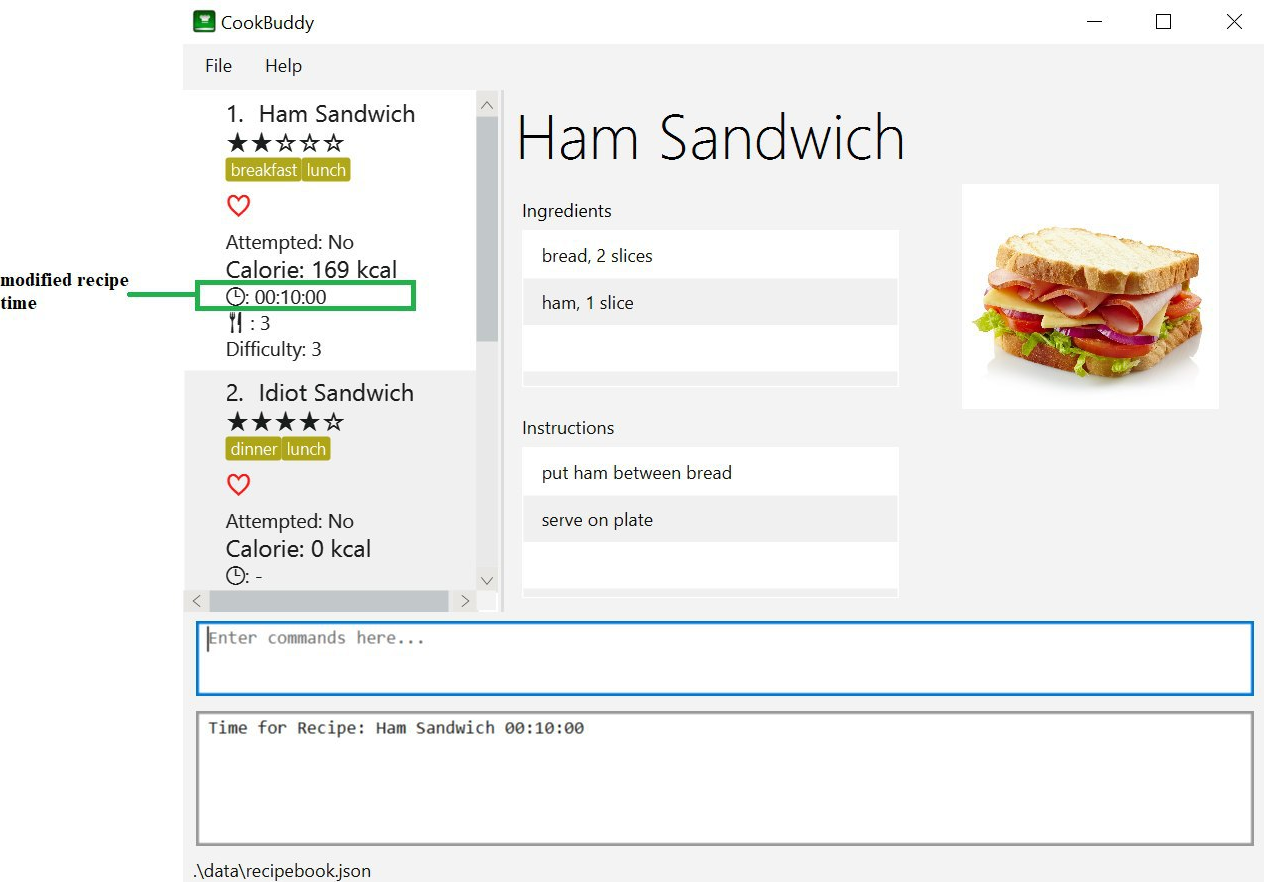 CookBuddy
File Help
modified recipe
time
1. Ham Sandwich
★★☆☆☆
breakfast lunch
Attempted: No
Calorie: 169 kcal
: 00:10:00
: 3
Difficulty: 3
2. Idiot Sandwich
★★★★☆
dinner lunch
Attempted: No
Calorie: 0 kcal
: -
Ham Sandwich
Ingredients
bread, 2 slices
ham, 1 slice
Instructions
put ham between bread
serve on plate
Enter commands here...
Time for Recipe: Ham Sandwich 00:10:00
.\data\recipebook.json